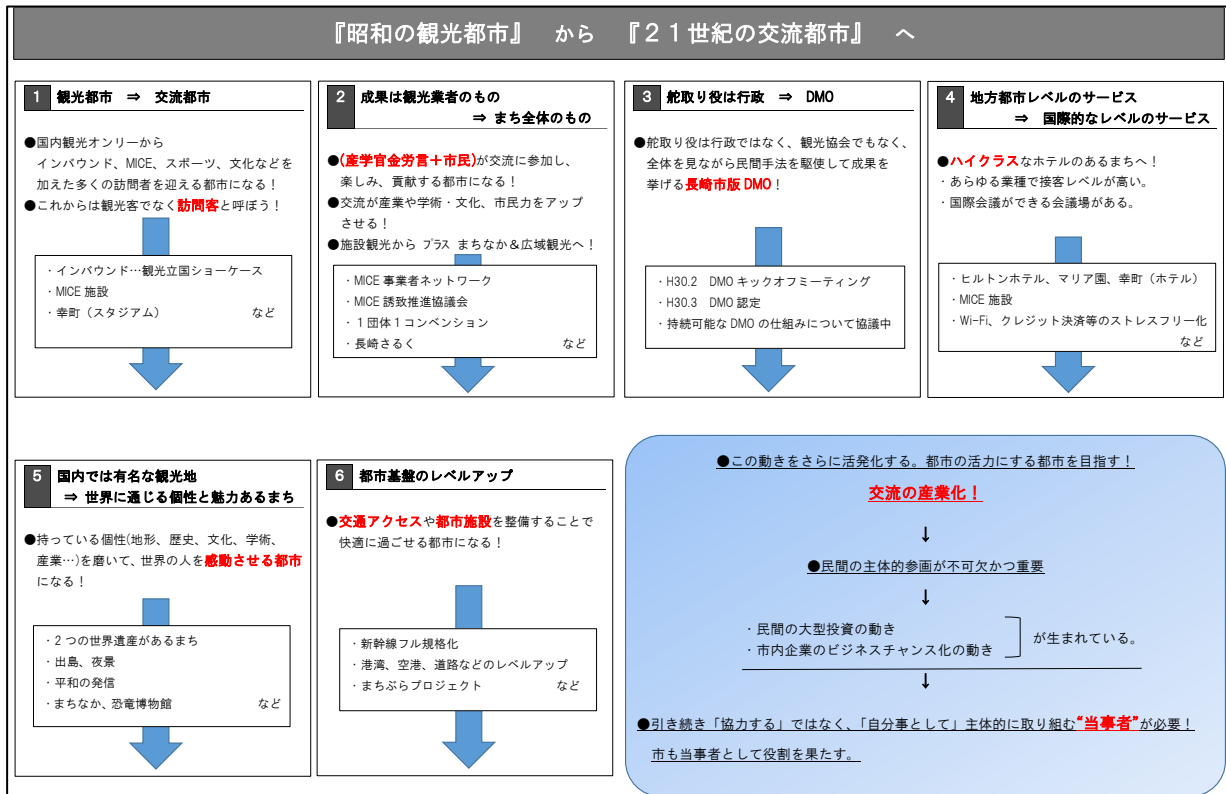 『昭和の観光都市』 から 『２１世紀の交流都市』 へ
1 観光都市 ⇒ 交流都市
●国内観光オンリーから
インバウンド、MICE、スポーツ、文化などを
加えた多くの訪問者を迎える都市になる！
●これからは観光客でなく訪問客と呼ぼう！
・インバウンド…観光立国ショーケース
・MICE 施設
・幸町（スタジアム） など
2 成果は観光業者のもの
⇒ まち全体のもの
●(産学官金労言＋市民)が交流に参加し、
楽しみ、貢献する都市になる！
●交流が産業や学術・文化、市民力をアップ
させる！
●施設観光から プラス まちなか＆広域観光へ！
・MICE 事業者ネットワーク
・MICE 誘致推進協議会
・１団体１コンベンション
・長崎さるく など
3 舵取り役は行政 ⇒ DMO
●舵取り役は行政ではなく、観光協会でもなく、
全体を見ながら民間手法を駆使して成果を
挙げる長崎市版 DMO！
・H30.2 DMO キックオフミーティング
・H30.3 DMO 認定
・持続可能な DMO の仕組みについて協議中
4 地方都市レベルのサービス
⇒ 国際的なレベルのサービス
●ハイクラスなホテルのあるまちへ！
・あらゆる業種で接客レベルが高い。
・国際会議ができる会議場がある。
・ヒルトンホテル、マリア園、幸町（ホテル）
・MICE 施設
・Wi-Fi、クレジット決済等のストレスフリー化
など
5 国内では有名な観光地
⇒ 世界に通じる個性と魅力あるまち
●持っている個性(地形、歴史、文化、学術、
産業…)を磨いて、世界の人を感動させる都市
になる！
・２つの世界遺産があるまち
・出島、夜景
・平和の発信
・まちなか、恐竜博物館 など
6 都市基盤のレベルアップ
●交通アクセスや都市施設を整備することで
快適に過ごせる都市になる！
・新幹線フル規格化
・港湾、空港、道路などのレベルアップ
・まちぶらプロジェクト など
●この動きをさらに活発化する。都市の活力にする都市を目指す！
交流の産業化！
↓
●民間の主体的参画が不可欠かつ重要
↓
・民間の大型投資の動き
・市内企業のビジネスチャンス化の動き
が生まれている。
↓
●引き続き「協力する」ではなく、「自分事として」主体的に取り組む“当事者”が必要！
市も当事者として役割を果たす。